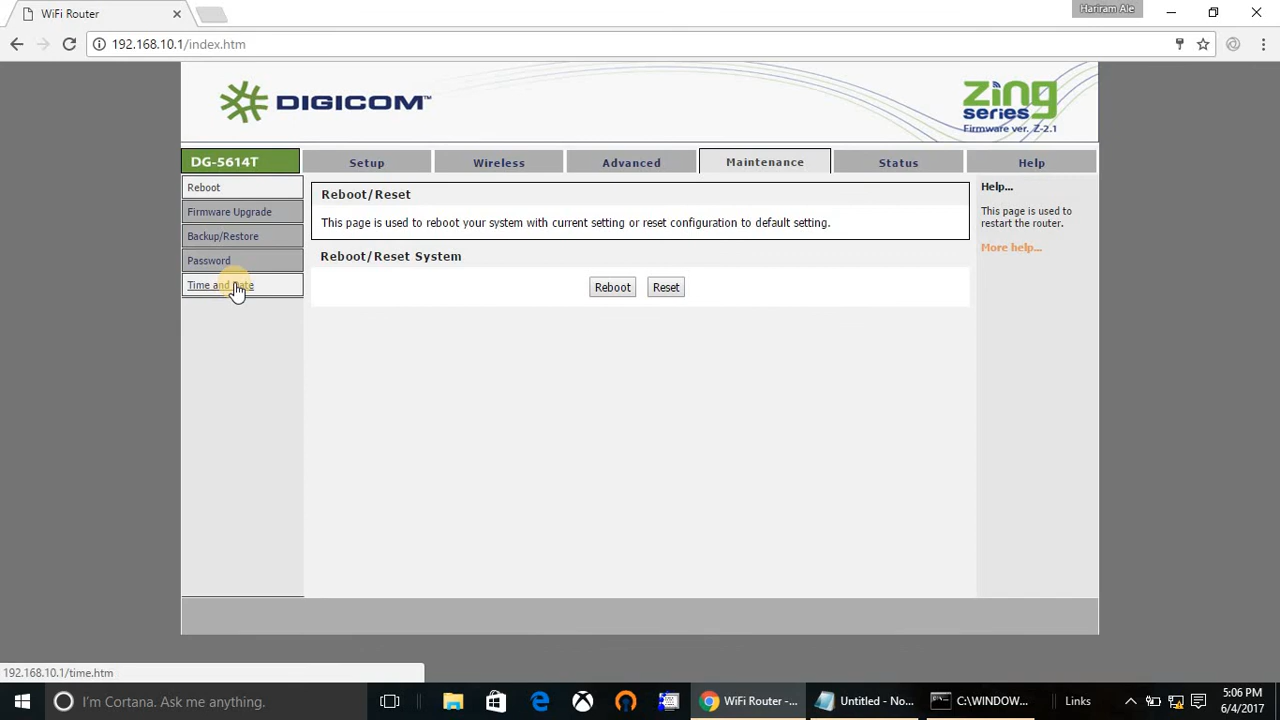 WiFi Router
Hariram Ale
192.168.10.1/index.htm
DIGICOM™
zing
series
Firmware ver. Z-2.1
DG-5614T
Setup
Wireless
Advanced
Maintenance
Status
Help
Reboot
Firmware Upgrade
Backup/Restore
Password
Time and Date
Reboot/Reset
This page is used to reboot your system with current setting or reset configuration to default setting.
Reboot/Reset System
Reboot
Reset
Help...
This page is used to
restart the router.
More help...
192.168.10.1/time.htm
I'm Cortana. Ask me anything.
WiFi Router -...
Untitled - No...
C:\WINDOW...
Links
5:06 PM
6/4/2017